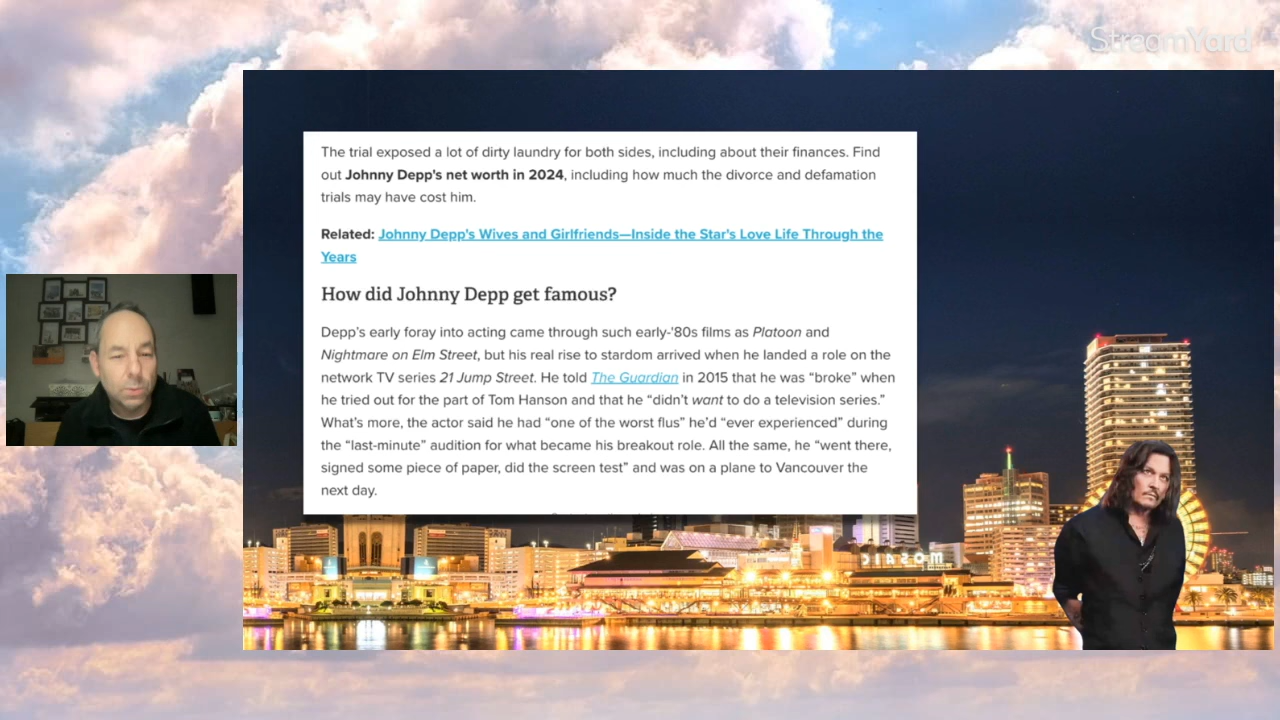 StreamYard
The trial exposed a lot of dirty laundry for both sides, including about their finances. Find
out Johnny Depp's net worth in 2024, including how much the divorce and defamation
trials may have cost him.
Related: Johnny Depp's Wives and Girlfriends—Inside the Star's Love Life Through the
Years
How did Johnny Depp get famous?
Depp's early foray into acting came through such early-'80s films as Platoon and
Nightmare on Elm Street, but his real rise to stardom arrived when he landed a role on the
network TV series 21 Jump Street. He told The Guardian in 2015 that he was “broke” when
he tried out for the part of Tom Hanson and that he “didn’t want to do a television series.”
What’s more, the actor said he had “one of the worst flus” he’d “ever experienced” during
the “last-minute” audition for what became his breakout role. All the same, he “went there,
signed some piece of paper, did the screen test” and was on a plane to Vancouver the
next day.
MOSAIC